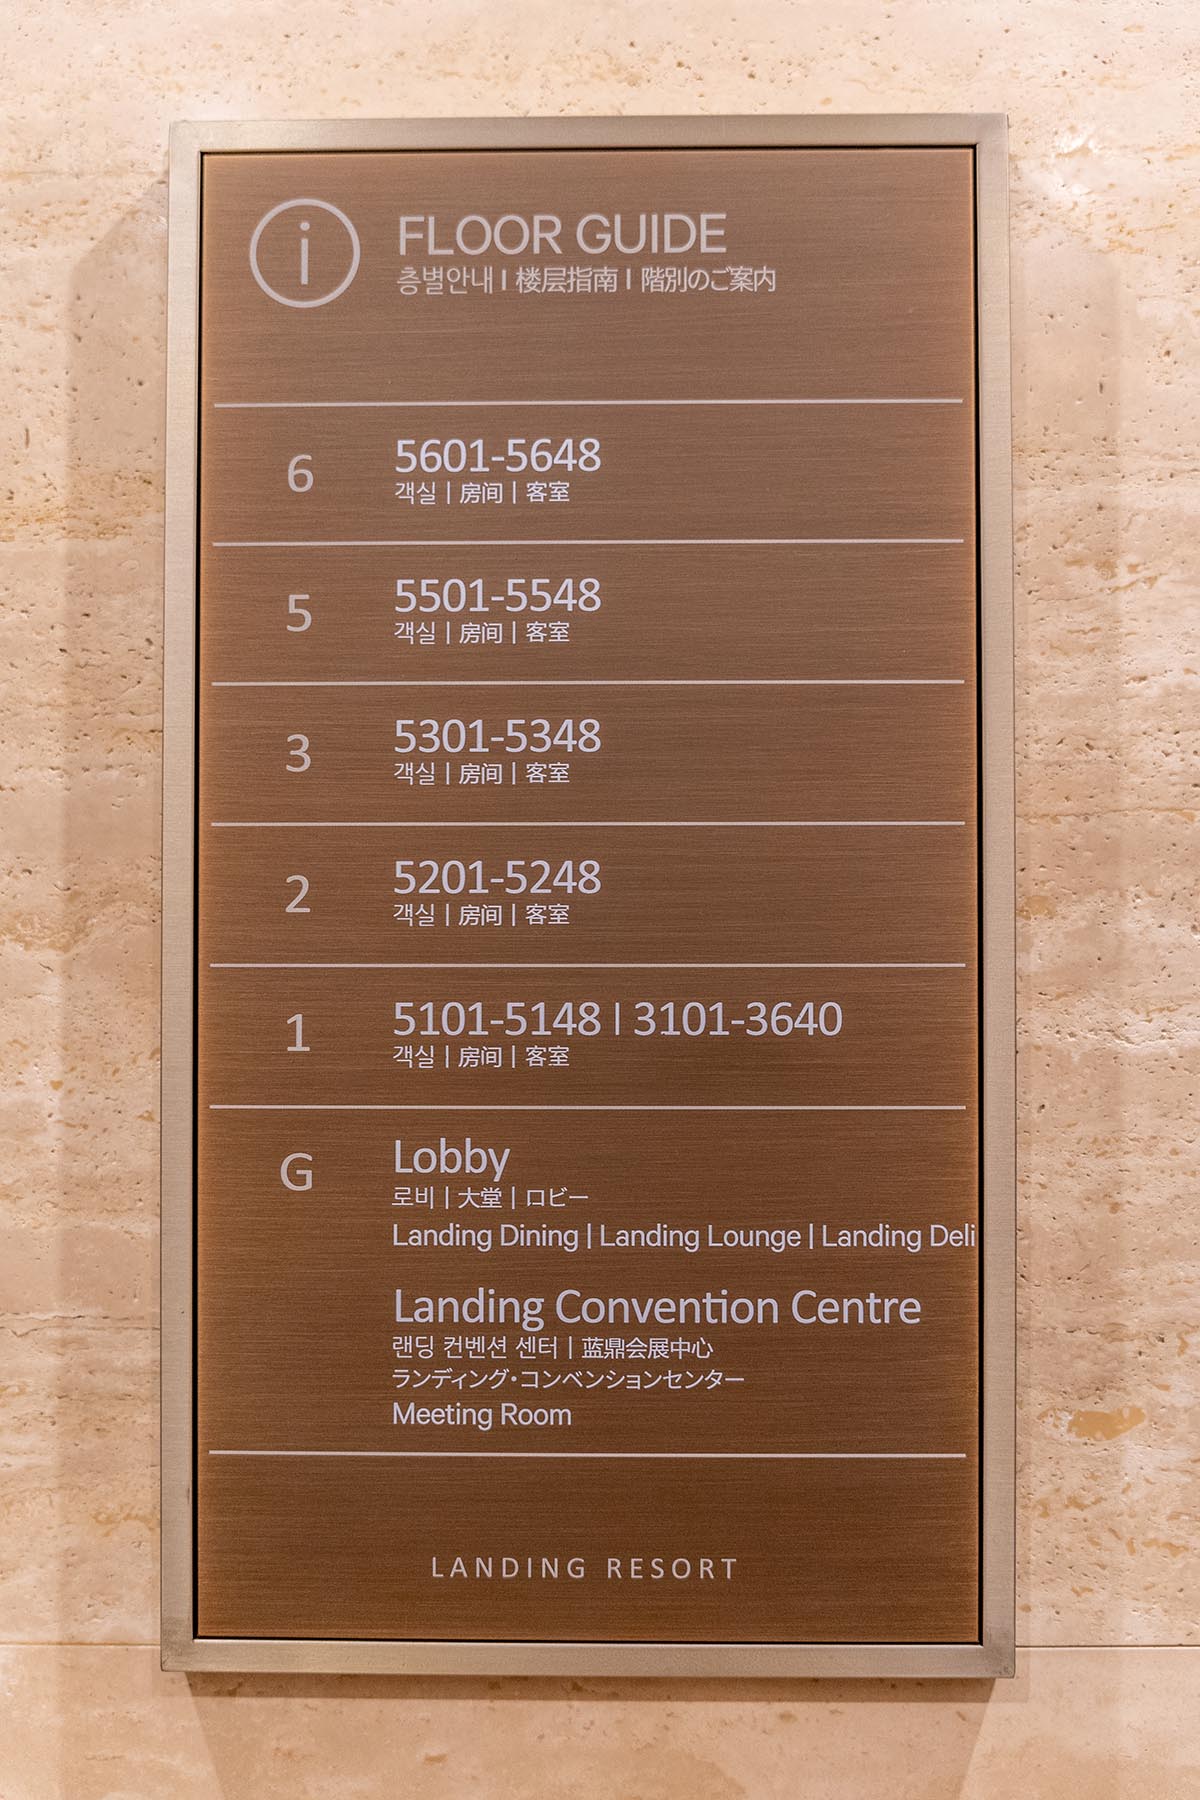 i
FLOOR GUIDE
층별안내 | 楼层指南 | 階別のご案内
6
5601-5648
객실 | 房间 | 客室
5
5501-5548
객실 | 房间 | 客室
3
5301-5348
객실 | 房间 | 客室
2
5201-5248
객실 | 房间 | 客室
1
5101-5148 | 3101-3640
객실 | 房间 | 客室
G
Lobby
로비 | 大堂 | ロビー
Landing Dining | Landing Lounge | Landing Deli
Landing Convention Centre
랜딩 컨벤션 센터 | 蓝鼎会展中心
ランディング・コンベンションセンター
Meeting Room
LANDING RESORT